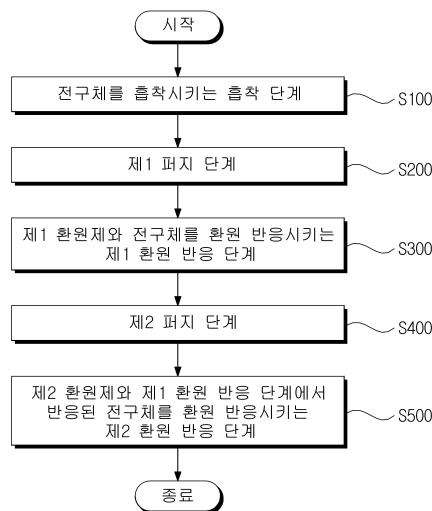 시작
전구체를 흡착시키는 흡착 단계
S100
제1 퍼지 단계
S200
제1 환원제와 전구체를 환원 반응시키는
제1 환원 반응 단계
S300
제2 퍼지 단계
S400
제2 환원제와 제1 환원 반응 단계에서
반응된 전구체를 환원 반응시키는
제2 환원 반응 단계
S500
종료